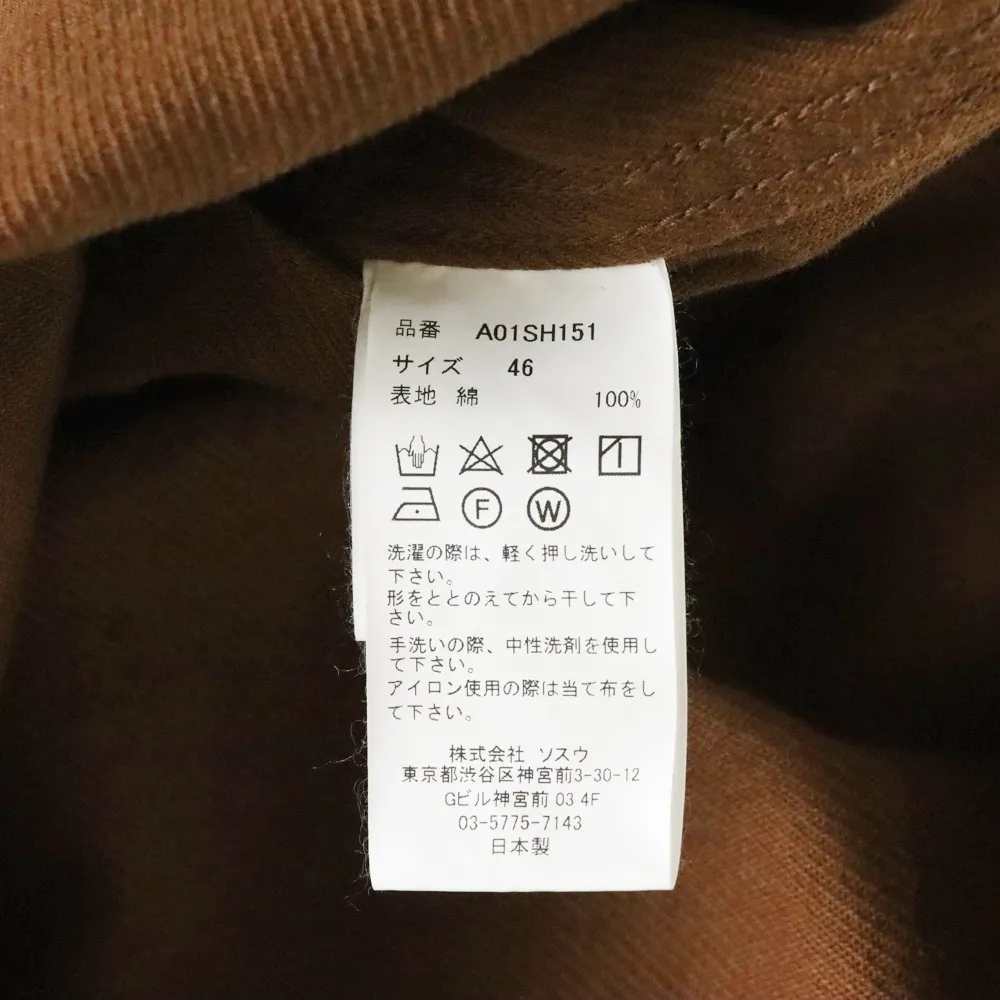 品番 A01SH151
サイズ 46
表地 綿 100%
F W
洗濯の際は、軽く押し洗いして
下さい。
形をととのえてから干して下
さい。
手洗いの際、中性洗剤を使用し
て下さい。
アイロン使用の際は当て布をし
て下さい。
株式会社 ソスウ
東京都渋谷区神宮前3-30-12
Gビル神宮前 03 4F
03-5775-7143
日本製